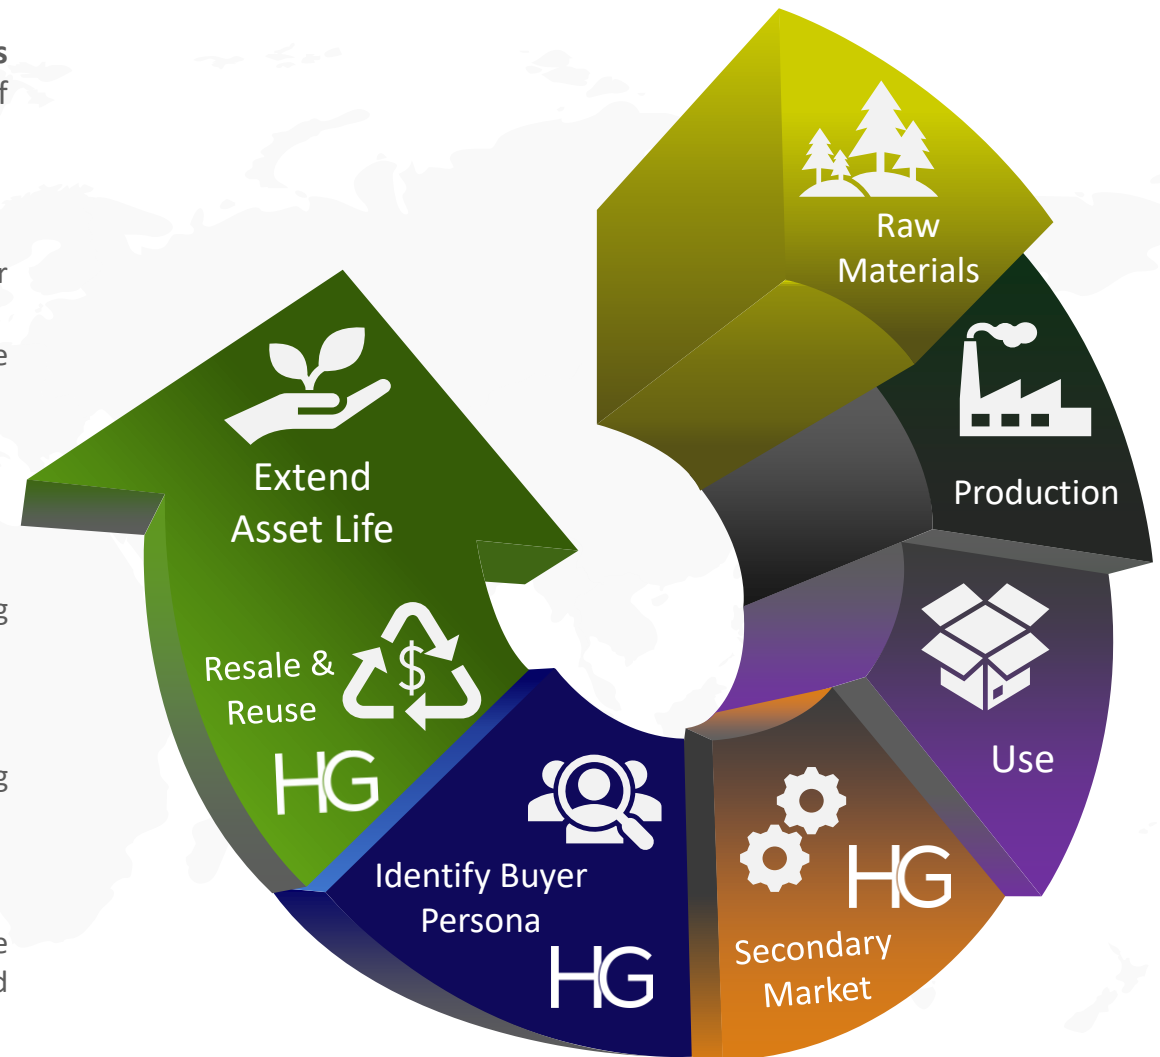 s
f
r
e
g
g
e
d
Raw
Materials
Production
Use
Secondary
Market
HG
Identify Buyer
Persona
HG
Resale &
Reuse
$
HG
Extend
Asset Life